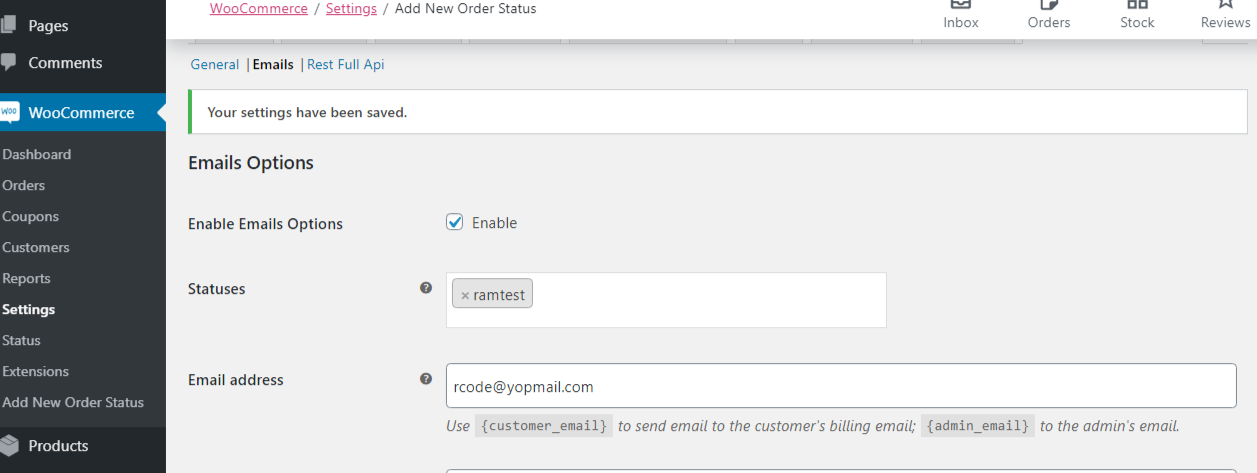 WooCommerce / Settings / Add New Order Status
Inbox Orders Stock Reviews
Pages
Comments
WOO WooCommerce
Dashboard
Orders
Coupons
Customers
Reports
Settings
Status
Extensions
Add New Order Status
Products
General | Emails | Rest Full Api
Your settings have been saved.
Emails Options
Enable Emails Options Enable
Statuses ? × ramtest
Email address ? rcode@yopmail.com
Use {customer_email} to send email to the customer's billing email; {admin_email} to the admin's email.